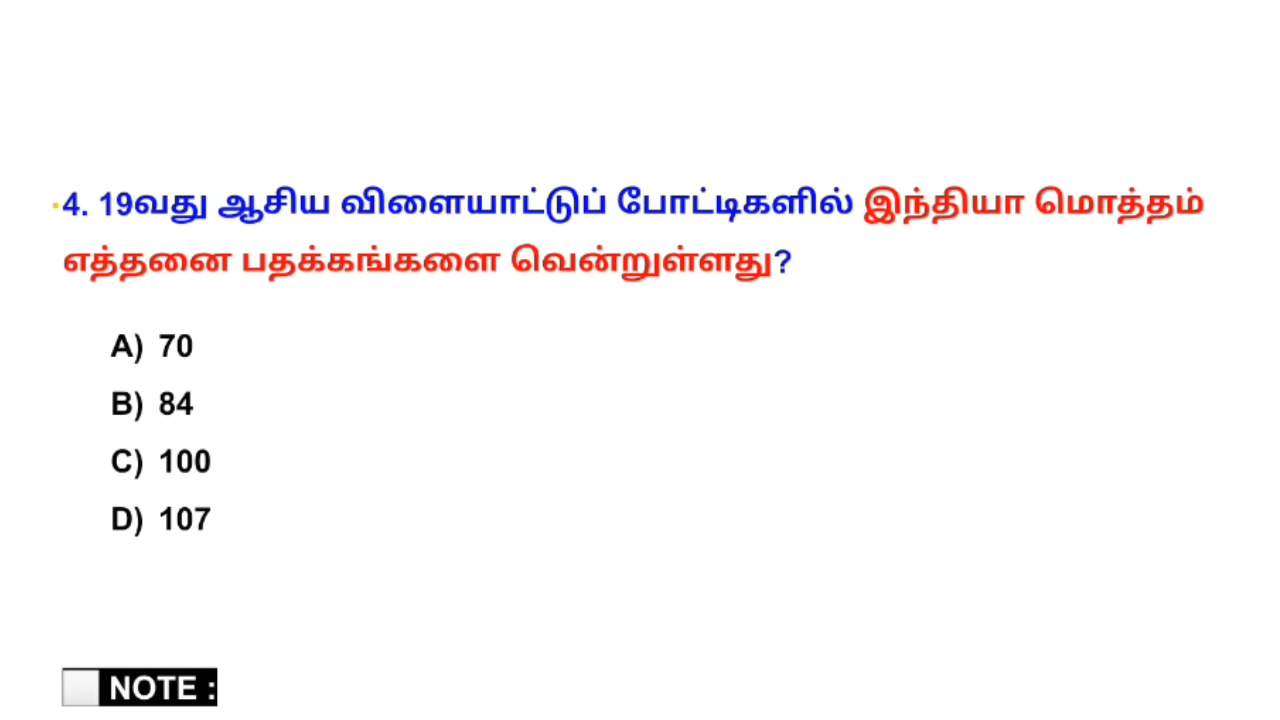 4. 19வது ஆசிய விளையாட்டுப் போட்டிகளில் இந்தியா மொத்தம்
எத்தனை பதக்கங்களை வென்றுள்ளது?
A) 70
B) 84
C) 100
D) 107
NOTE :